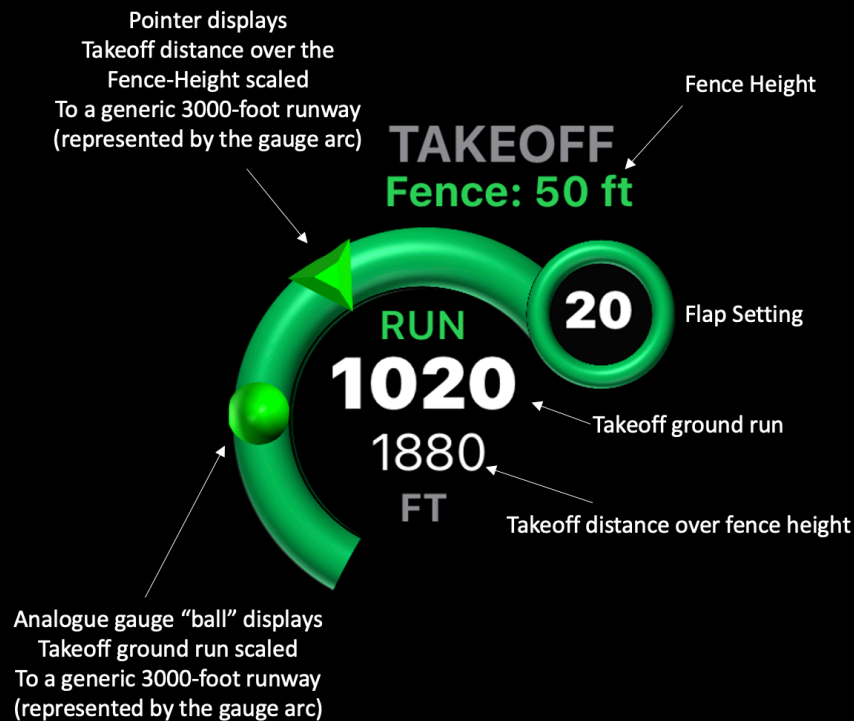 Pointer displays
Takeoff distance over the
Fence-Height scaled
To a generic 3000-foot runway
(represented by the gauge arc)
Fence Height
TAKEOFF
Fence: 50 ft
20
Flap Setting
RUN
1020
1880
FT
Takeoff ground run
Takeoff distance over fence height
Analogue gauge “ball” displays
Takeoff ground run scaled
To a generic 3000-foot runway
(represented by the gauge arc)